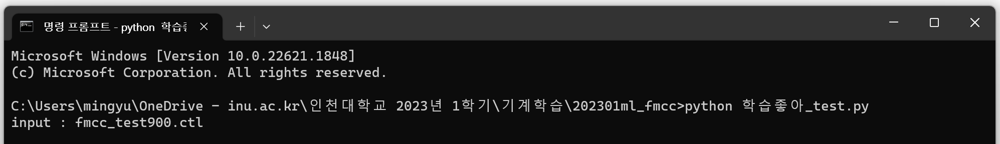 명령 프롬프트 - python 학습좋
Microsoft Windows [Version 10.0.22621.1848]
(c) Microsoft Corporation. All rights reserved.
C:\Users\mingyu\OneDrive - inu.ac.kr\인천대학교 2023년 1학기\기계학습\202301ml_fmcc>python 학습좋아_test.py
input : fmcc_test900.ctl